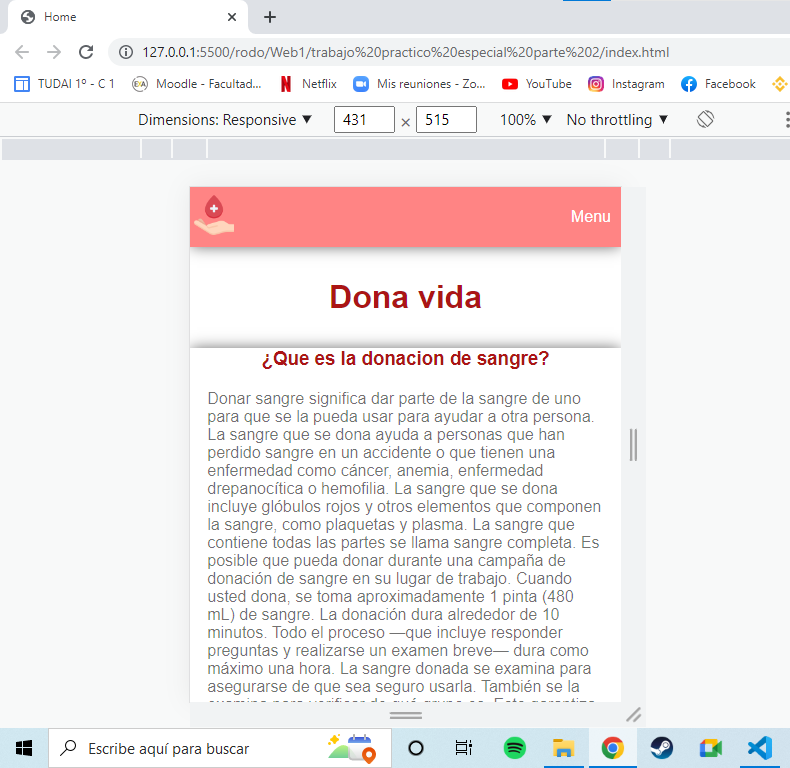 Home
127.0.0.1:5500/rodo/Web1/trabajo%20practico%20especial%20parte%202/index.html
TUDAI 1º - C 1 Moodle - Facultad... Netflix Mis reuniones - Zo... YouTube Instagram Facebook
Dimensions: Responsive 431 × 515 100% No throttling
Menu
Dona vida
¿Que es la donacion de sangre?
Donar sangre significa dar parte de la sangre de uno
para que se la pueda usar para ayudar a otra persona.
La sangre que se dona ayuda a personas que han
perdido sangre en un accidente o que tienen una
enfermedad como cáncer, anemia, enfermedad
drepanocítica o hemofilia. La sangre que se dona
incluye glóbulos rojos y otros elementos que componen
la sangre, como plaquetas y plasma. La sangre que
contiene todas las partes se llama sangre completa. Es
posible que pueda donar durante una campaña de
donación de sangre en su lugar de trabajo. Cuando
usted dona, se toma aproximadamente 1 pinta (480
mL) de sangre. La donación dura alrededor de 10
minutos. Todo el proceso —que incluye responder
preguntas y realizarse un examen breve— dura como
máximo una hora. La sangre donada se examina para
asegurarse de que sea seguro usarla. También se la
Escribe aquí para buscar